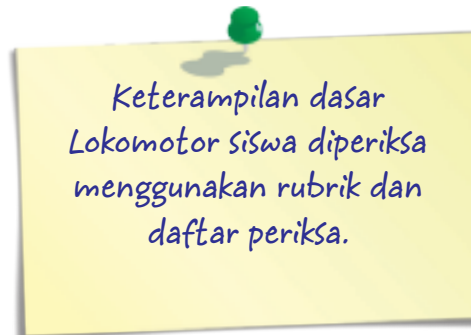 Keterampilan dasar
Lokomotor siswa diperiksa
menggunakan rubrik dan
daftar periksa.